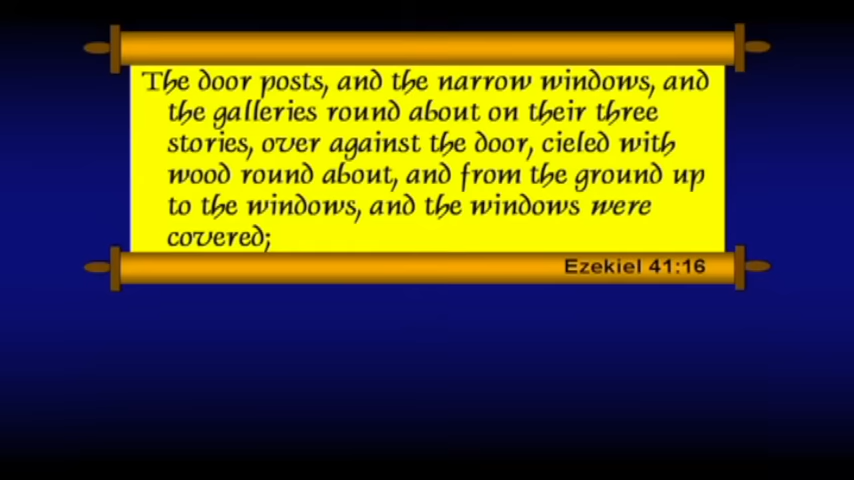 The door posts, and the narrow windows, and
the galleries round about on their three
stories, over against the door, cieled with
wood round about, and from the ground up
to the windows, and the windows were
covered;
Ezekiel 41:16